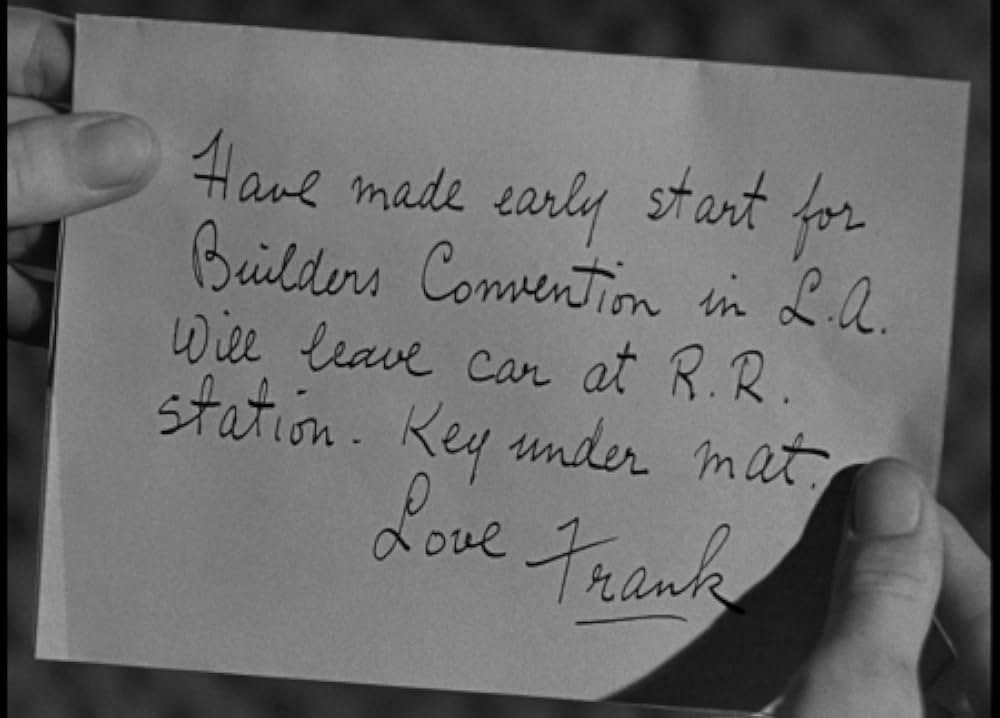 Have made early start for
Builders Convention in L.A.
Will leave car at R.R.
station. Key under mat.
Love Frank